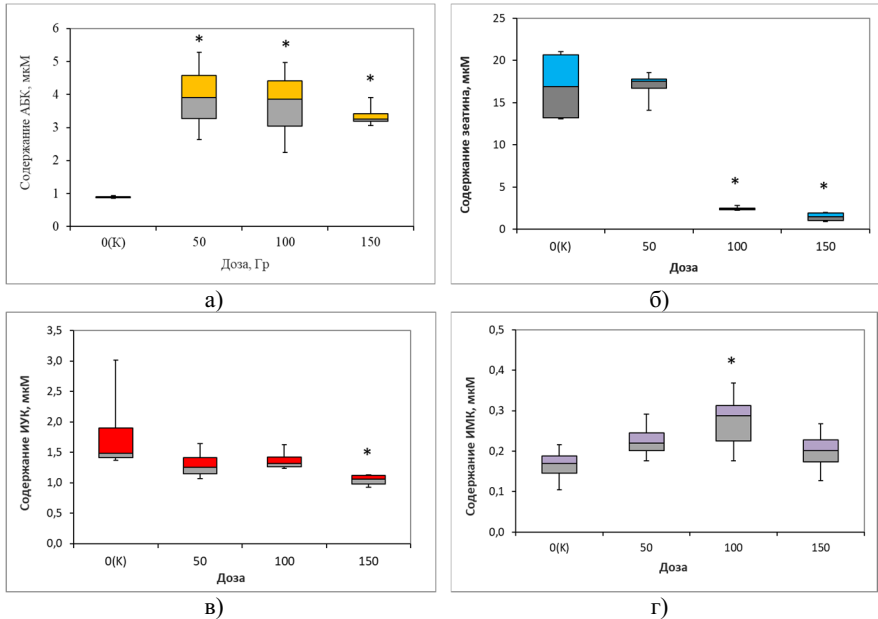 Содержание АБК, мкМ
6
5
4
3
2
1
0
*
*
*
0(К)
50
100
150
Доза, Гр
а)
Содержание зеатина, мкМ
25
20
15
10
5
0
*
*
0(К)
50
100
150
Доза
б)
Содержание ИУК, мкМ
3,5
3,0
2,5
2,0
1,5
1,0
0,5
0,0
*
0(К)
50
100
150
Доза
в)
Содержание ИМК, мкМ
0,5
0,4
0,3
0,2
0,1
0,0
*
0(К)
50
100
150
Доза
г)